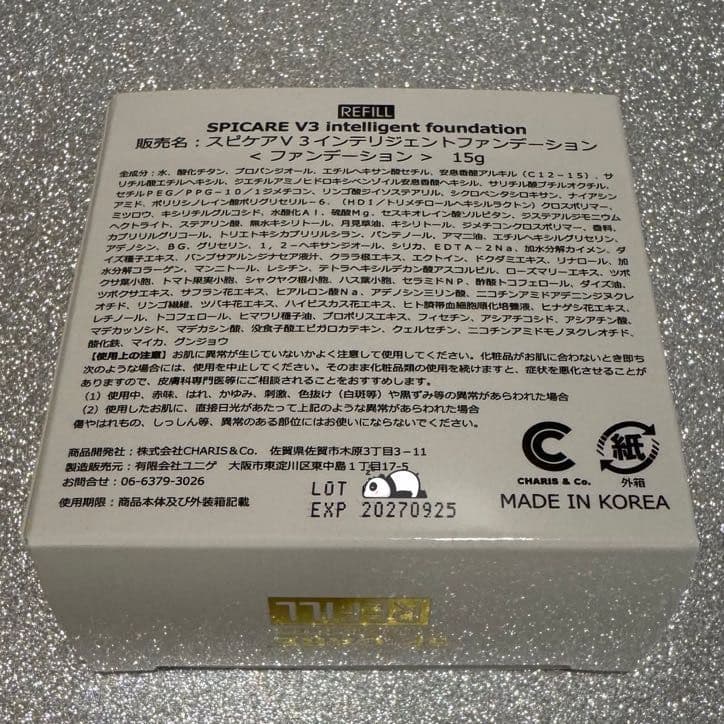 REFILL
SPICARE V3 intelligent foundation
販売名：スピケアＶ３インテリジェントファンデーション
＜ ファンデーション＞ 15g
全成分：水、酸化チタン、プロパンジオール、エチルヘキサン酸セチル、安息香酸アルキル（Ｃ12－15）、サ
リチル酸エチルヘキシル、ジエチルアミノヒドロキシベンゾイル安息香酸ヘキシル、サリチル酸ブチルオクチル、
セチルＰＥＧ/ＰＰＧ-１０/１ジメチコン、リンゴ酸ジイソステアリル、シクロペンタシロキサン、ナイアシン
アミド、ポリリシノレイン酸ポリグリセリル－６、（ＨＤＩ/トリメチロールヘキシルラクトン）クロスポリマー、
ミツロウ、キシリチルグルコシド、水酸化Ａｌ、硫酸Ｍｇ、セスキオレイン酸ソルビタン、ジステアルジモニウム
ヘクトライト、ステアリン酸、無水キシリトール、月見草油、キシリトール、ジメチコンクロスポリマー、香料、
カプリリルグリコール、トリエトキシカプリリルシラン、パンテノール、アマニ油、エチルヘキシルグリセリン、
アデノシン、ＢＧ、グリセリン、１，２－ヘキサンジオール、シリカ、ＥＤＴＡ－２Ｎａ、加水分解カイメン、ダ
イズ種子エキス、バンブサアルンジナセア液汁、クララ根エキス、エクトイン、ドクダミエキス、リナロール、加
水分解コラーゲン、マンニトール、レシチン、テトラヘキシルデカン酸アスコルビル、ローズマリーエキス、ツボ
クサ葉小胞、トマト果実小胞、シャクヤク根小胞、ハス葉小胞、セラミドＮＰ、酢酸トコフェロール、ダイズ油、
ツボクサエキス、サフラン花エキス、ヒアルロン酸Ｎａ、アデノシン三リン酸2Na、ニコチンアミドアデニンジヌクレ
オチド、リンゴ繊維、ツバキ花エキス、ハイビスカス花エキス、ヒト臍帯血細胞順化培養液、ヒナゲシ花エキス、
レチノール、トコフェロール、ヒマワリ種子油、プロポリスエキス、フィセチン、アシアチコシド、アシアチン酸、
マデカッソシド、マデカシン酸、没食子酸エピガロカテキン、クェルセチン、ニコチンアミドモノヌクレオチド、
酸化鉄、マイカ、グンジョウ
【使用上の注意】お肌に異常が生じていないかよく注意して使用してください。化粧品がお肌に合わないとき即ち
次のような場合には、使用を中止してください。そのまま化粧品類の使用を続けますと、症状を悪化させることが
ありますので、皮膚科専門医等にご相談されることをおすすめします。
（１）使用中、赤味、はれ、かゆみ、刺激、色抜け（白斑等）や黒ずみ等の異常があらわれた場合
（２）使用したお肌に、直接日光があたって上記のような異常があらわれた場合
傷やはれもの、しっしん等、異常のある部位にはお使いにならないでください。
商品開発：株式会社CHARIS＆Co. 佐賀県佐賀市木原3丁目3－11
製造販売元：有限会社ユニゲ 大阪市東淀川区東中島１丁目17-5
お問合せ：06-6379-3026
使用期限：商品本体及び外装箱記載
LOT
EXP 20270925
CHARIS & Co.
紙
外箱
MADE IN KOREA
REFILL